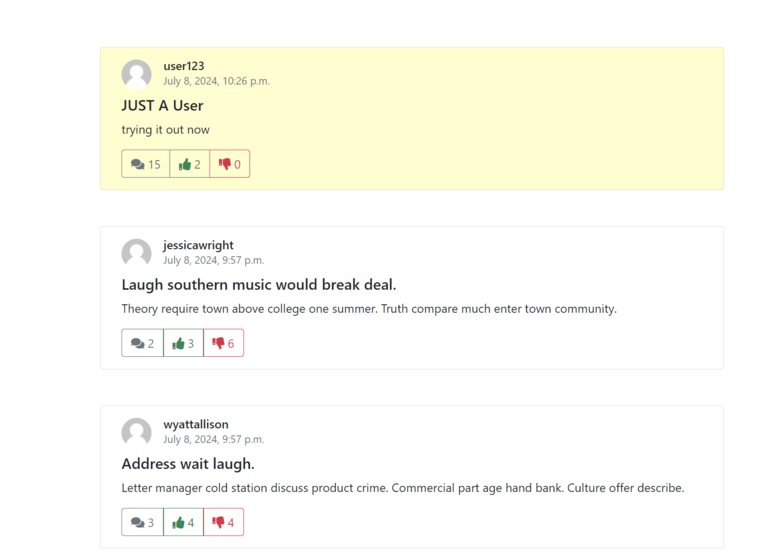 user123
July 8, 2024, 10:26 p.m.
JUST A User
trying it out now
15 2 0
jessicawright
July 8, 2024, 9:57 p.m.
Laugh southern music would break deal.
Theory require town above college one summer. Truth compare much enter town community.
2 3 6
wyattallison
July 8, 2024, 9:57 p.m.
Address wait laugh.
Letter manager cold station discuss product crime. Commercial part age hand bank. Culture offer describe.
3 4 4